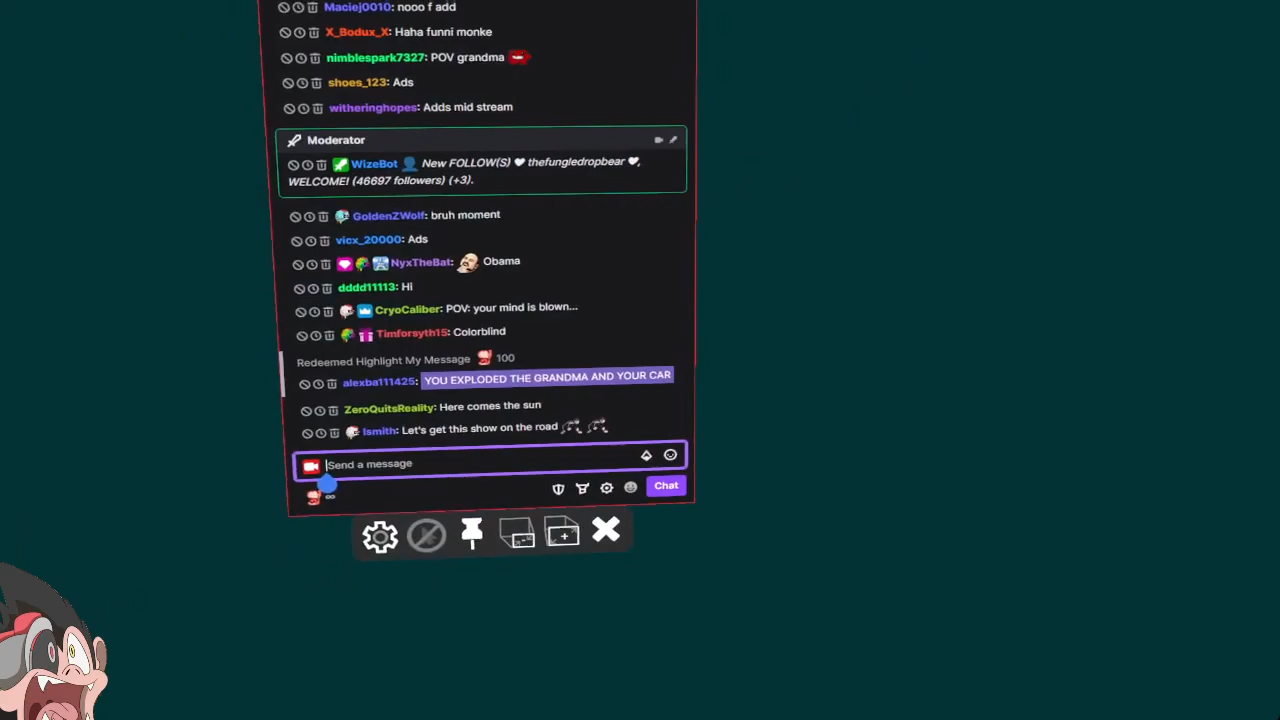 Maciej0010: nooo f add
X_Bodux_X: Haha funni monke
nimblespark7327: POV grandma
shoes_123: Ads
witheringhopes: Adds mid stream
Moderator
WizeBot New FOLLOW(S) thefungledropbear ,
WELCOME! (46697 followers) (+3).
GoldenZWolf: bruh moment
vicx_20000: Ads
NyxTheBat: Obama
dddd11113: Hi
CryoCaliber: POV: your mind is blown...
Timforsyth15: Colorblind
Redeemed Highlight My Message 100
alexba111425: YOU EXPLODED THE GRANDMA AND YOUR CAR
ZeroQuitsReality: Here comes the sun
lsmith: Let's get this show on the road
Send a message
∞
Chat